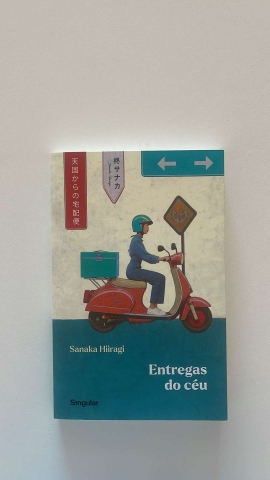 天国からの宅配便
柊サナカ
Sanaka Hiiragi
Entregas
do céu
Singular